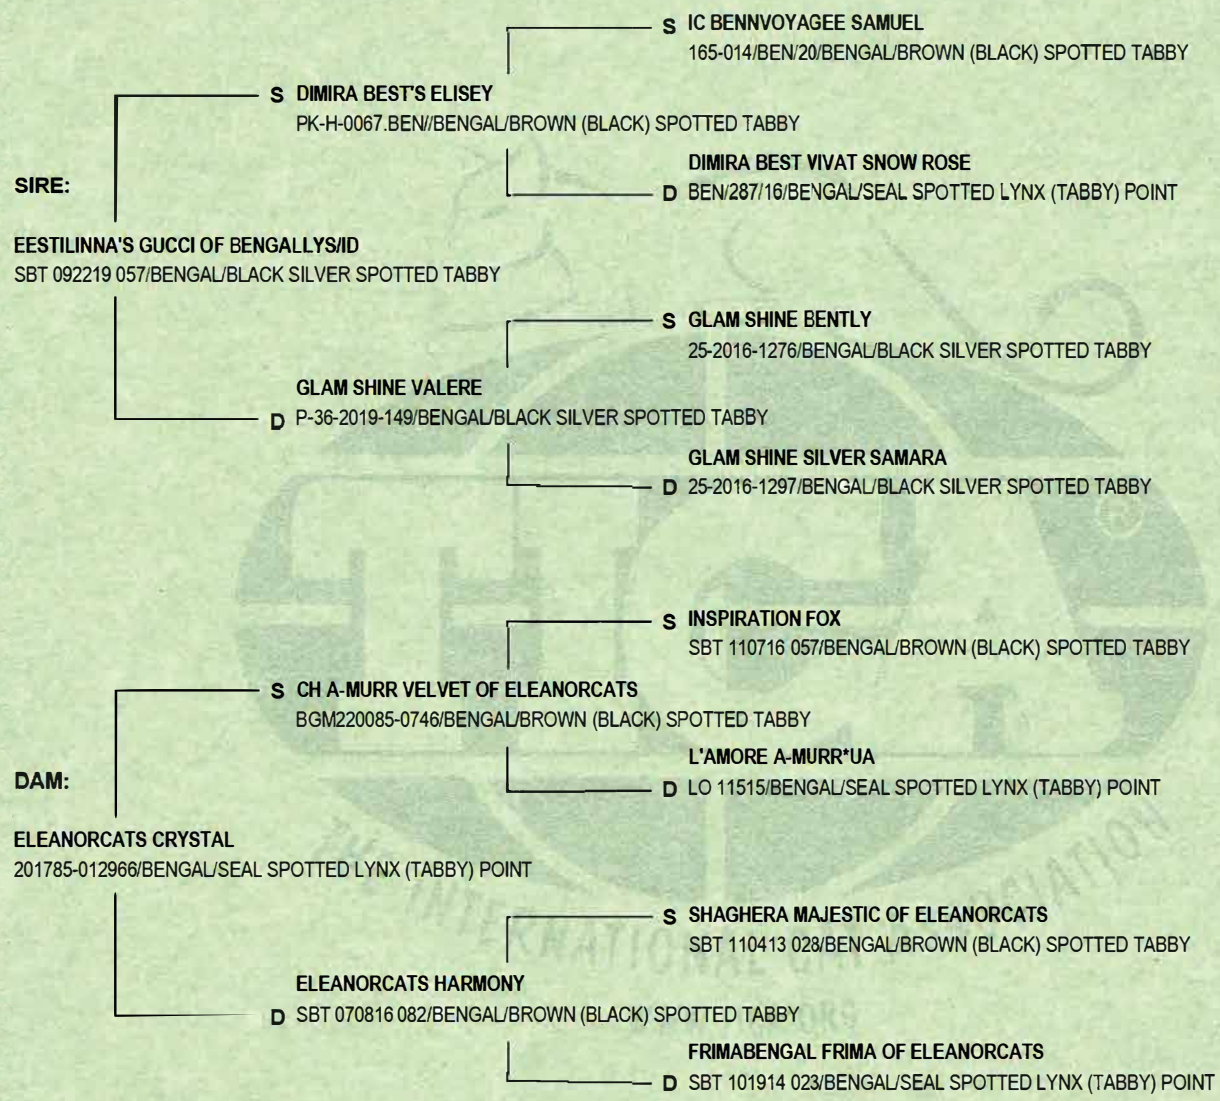 S IC BENNVOYAGEE SAMUEL
165-014/BEN/20/BENGAL/BROWN (BLACK) SPOTTED TABBY
S DIMIRA BEST'S ELISEY
PK-H-0067.BEN//BENGAL/BROWN (BLACK) SPOTTED TABBY
DIMIRA BEST VIVAT SNOW ROSE
D BEN/287/16/BENGAL/SEAL SPOTTED LYNX (TABBY) POINT
SIRE:
EESTILINNA'S GUCCI OF BENGALLYS/ID
SBT 092219 057/BENGAL/BLACK SILVER SPOTTED TABBY
S GLAM SHINE BENTLY
25-2016-1276/BENGAL/BLACK SILVER SPOTTED TABBY
GLAM SHINE VALERE
D P-36-2019-149/BENGAL/BLACK SILVER SPOTTED TABBY
GLAM SHINE SILVER SAMARA
D 25-2016-1297/BENGAL/BLACK SILVER SPOTTED TABBY
S INSPIRATION FOX
SBT 110716 057/BENGAL/BROWN (BLACK) SPOTTED TABBY
S CH A-MURR VELVET OF ELEANORCATS
BGM220085-0746/BENGAL/BROWN (BLACK) SPOTTED TABBY
L'AMORE A-MURR*UA
D LO 11515/BENGAL/SEAL SPOTTED LYNX (TABBY) POINT
DAM:
ELEANORCATS CRYSTAL
201785-012966/BENGAL/SEAL SPOTTED LYNX (TABBY) POINT
S SHAGHERA MAJESTIC OF ELEANORCATS
SBT 110413 028/BENGAL/BROWN (BLACK) SPOTTED TABBY
ELEANORCATS HARMONY
D SBT 070816 082/BENGAL/BROWN (BLACK) SPOTTED TABBY
FRIMABENGAL FRIMA OF ELEANORCATS
D SBT 101914 023/BENGAL/SEAL SPOTTED LYNX (TABBY) POINT
TICA
THE INTERNATIONAL CAT ASSOCIATION